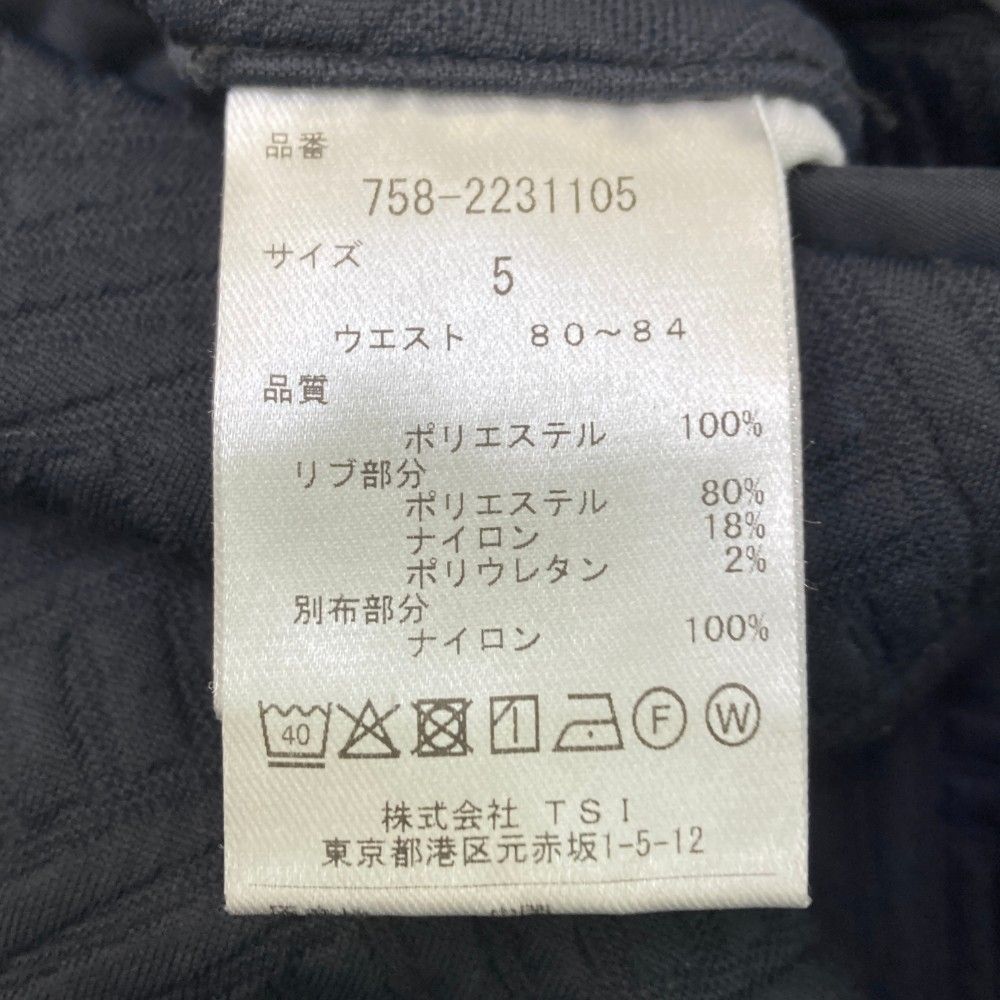 品番
758-2231105
サイズ 5
ウエスト 80～84
品質
ポリエステル 100%
リブ部分
ポリエステル 80%
ナイロン 18%
ポリウレタン 2%
別布部分
ナイロン 100%
40 F W
株式会社 TSI
東京都港区元赤坂1-5-12